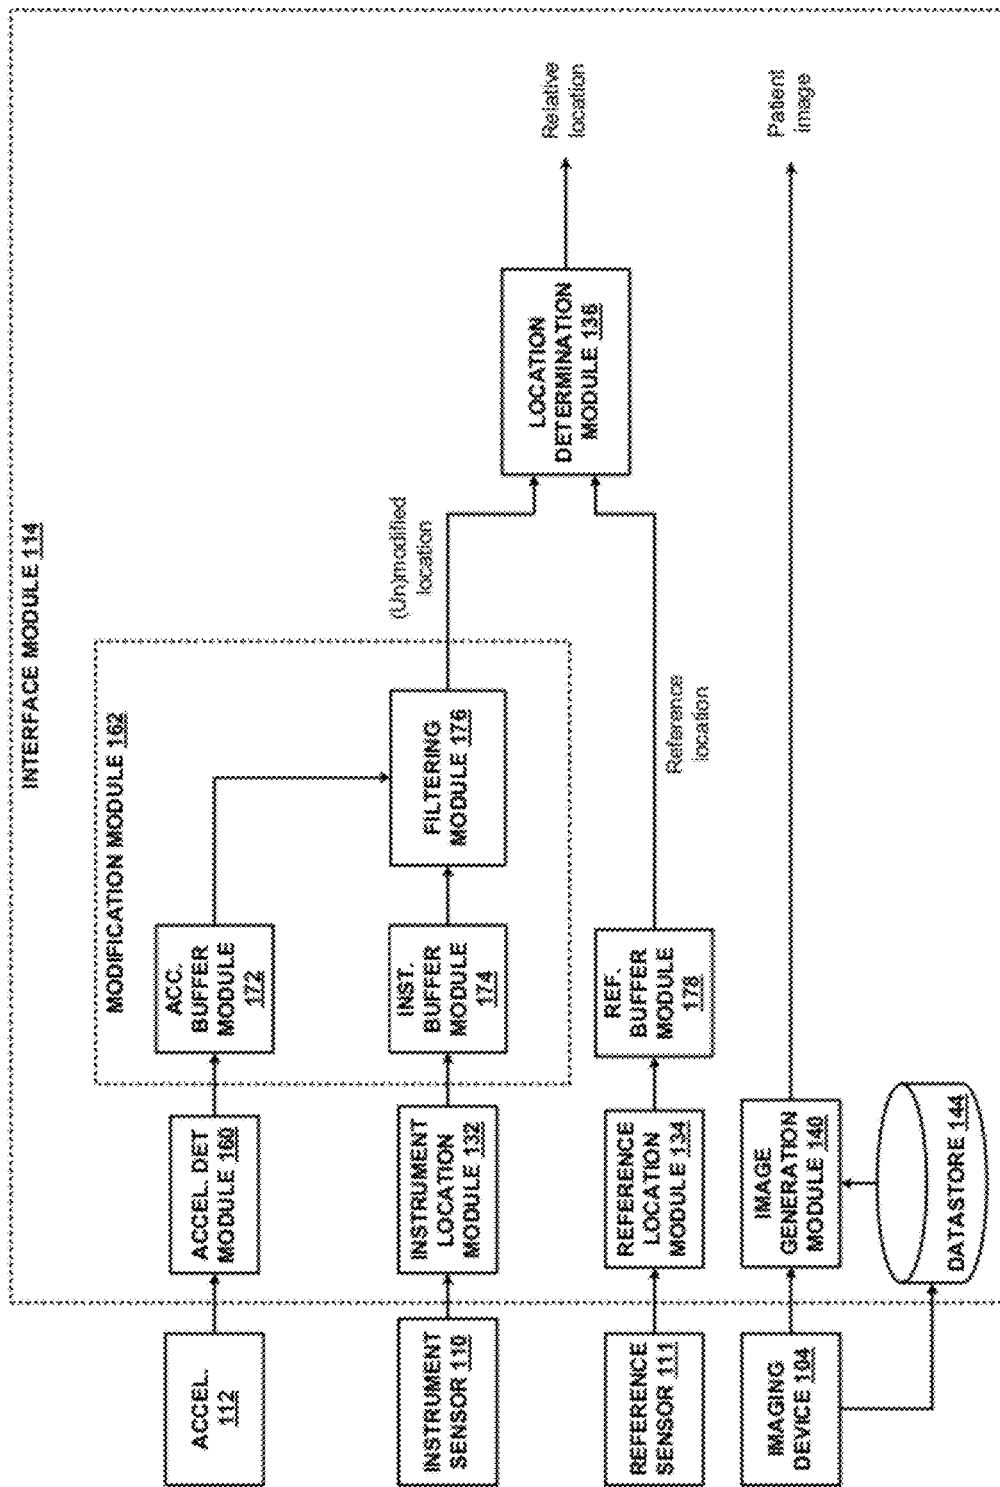 INTERFACE MODULE 114
MODIFICATION MODULE 162
ACCEL.
112
ACCEL DET
MODULE 160
ACC.
BUFFER
MODULE
172
INSTRUMENT
SENSOR 110
INSTRUMENT
LOCATION
MODULE 132
INST.
BUFFER
MODULE
174
FILTERING
MODULE 176
(Un)modified
location
LOCATION
DETERMINATION
MODULE 136
Relative
location
REFERENCE
SENSOR 111
REFERENCE
LOCATION
MODULE 134
REF.
BUFFER
MODULE
178
Reference
location
IMAGING
DEVICE 104
IMAGE
GENERATION
MODULE 140
Patient
image
DATASTORE 144